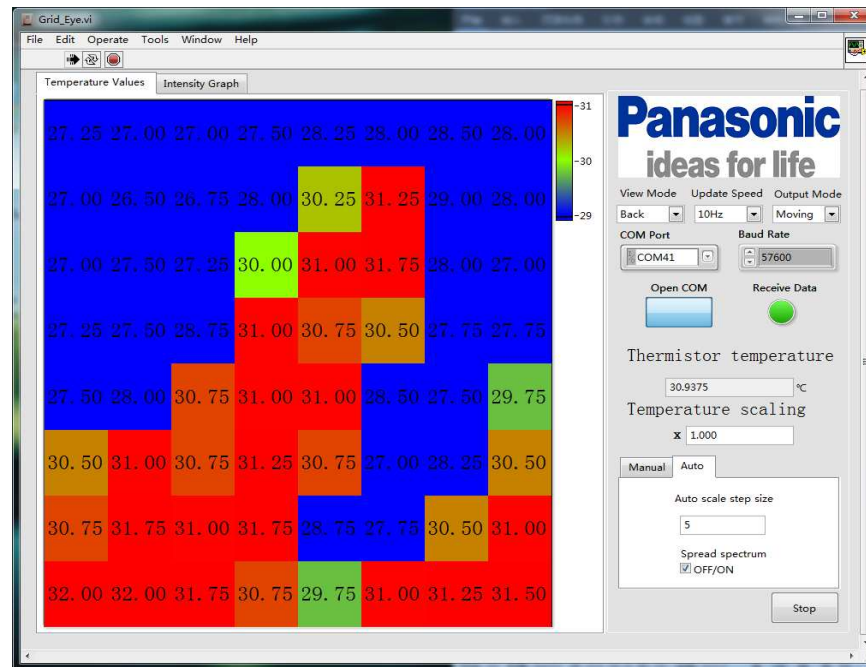 Grid_Eye.vi
File Edit Operate Tools Window Help
Temperature Values Intensity Graph
27.25 27.00 27.00 27.50 28.25 28.00 28.50 28.00
27.00 26.50 26.75 28.00 30.25 31.25 29.00 28.00
27.00 27.50 27.25 30.00 31.00 31.75 28.00 27.00
27.25 27.50 28.75 31.00 30.75 30.50 27.75 27.75
27.50 28.00 30.75 31.00 31.00 28.50 27.50 29.75
30.50 31.00 30.75 31.25 30.75 27.00 28.25 30.50
30.75 31.75 31.00 31.75 28.75 27.75 30.50 31.00
32.00 32.00 31.75 30.75 29.75 31.00 31.25 31.50
-31
-30
-29
Panasonic
ideas for life
View Mode Update Speed Output Mode
Back 10Hz Moving
COM Port Baud Rate
COM41 57600
Open COM Receive Data
Thermistor temperature
30.9375 ℃
Temperature scaling
x 1.000
Manual Auto
Auto scale step size
5
Spread spectrum
OFF/ON
Stop